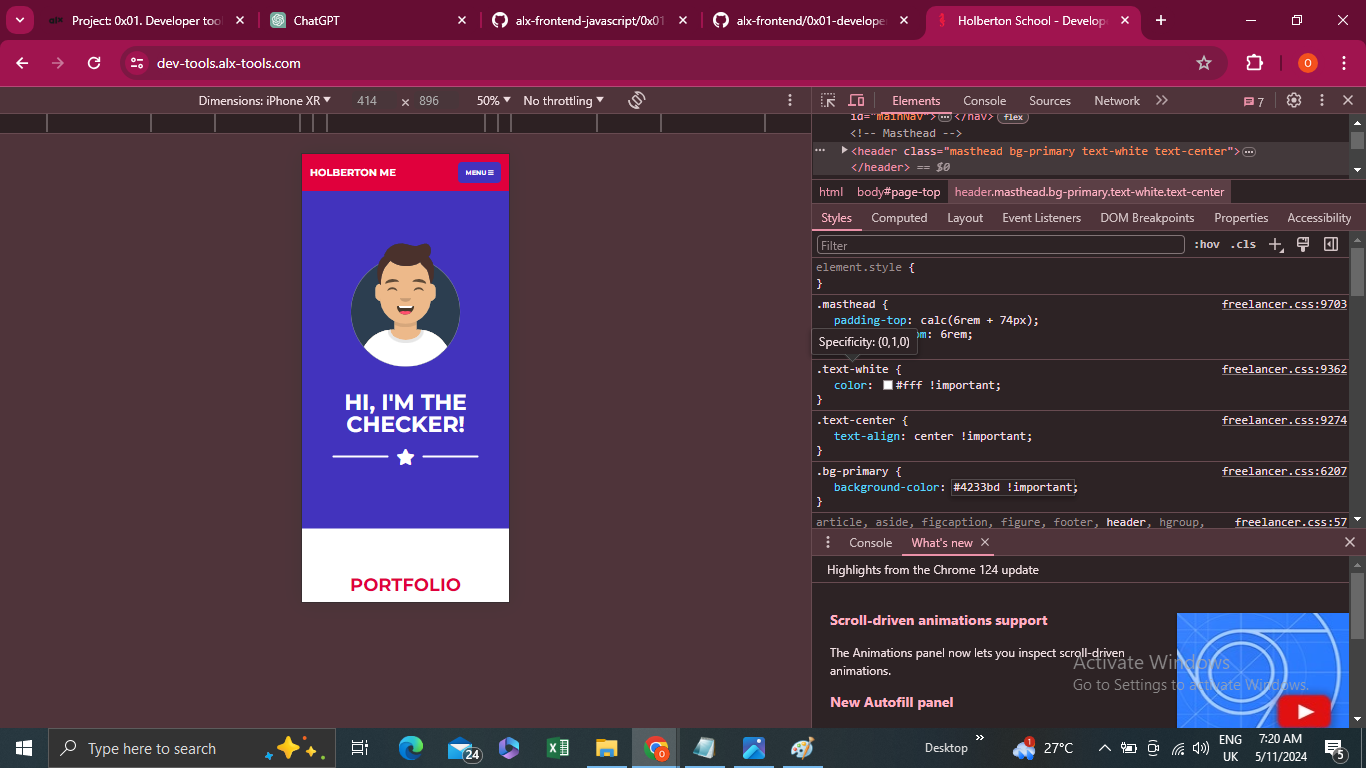 Project: 0x01. Developer tool
ChatGPT
alx-frontend-javascript/0x01
alx-frontend/0x01-develope
Holberton School - Develope
dev-tools.alx-tools.com
Dimensions: iPhone XR 414 × 896 50% No throttling
Elements Console Sources Network 7
id="mainNav"> </nav> flex
<!-- Masthead -->
<header class="masthead bg-primary text-white text-center">
</header> == $0
html body#page-top header.masthead.bg-primary.text-white.text-center
Styles Computed Layout Event Listeners DOM Breakpoints Properties Accessibility
Filter :hov .cls
element.style {
}
.masthead { freelancer.css:9703
padding-top: calc(6rem + 74px);
om: 6rem;
Specificity: (0,1,0)
.text-white { freelancer.css:9362
color: #fff !important;
}
.text-center { freelancer.css:9274
text-align: center !important;
}
.bg-primary { freelancer.css:6207
background-color: #4233bd !important;
}
article, aside, figcaption, figure, footer, header, hgroup, freelancer.css:57
Console What's new
Highlights from the Chrome 124 update
Scroll-driven animations support
The Animations panel now lets you inspect scroll-driven
animations.
New Autofill panel
Activate Windows
Go to Settings to activate Windows.
HOLBERTON ME MENU
HI, I'M THE
CHECKER!
PORTFOLIO
Type here to search
24
Desktop
1
27°C
ENG
UK
7:20 AM
5/11/2024
5